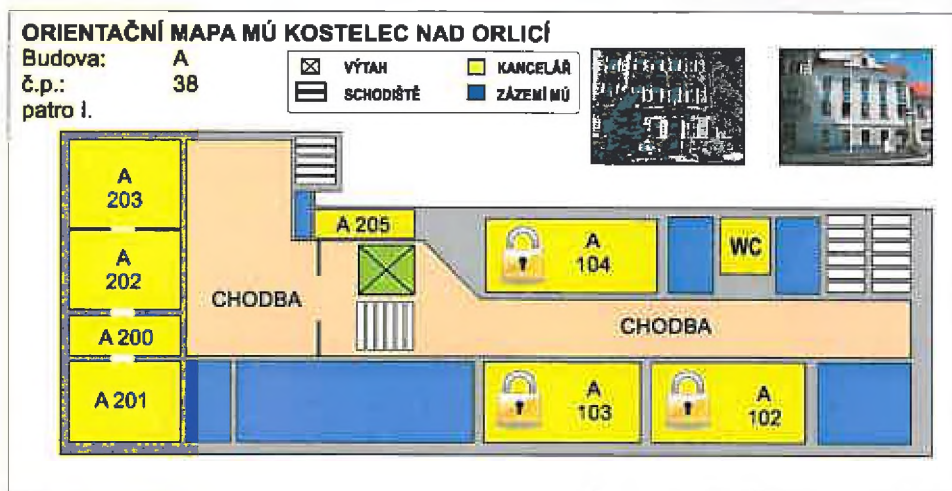 ORIENTAČNÍ MAPA MÚ KOSTELEC NAD ORLICÍ
Budova: A
č.p.: 38
patro I.
VÝTAH
KANCELÁŘ
SCHODIŠTĚ
ZÁZEMÍ MÚ
A
203
A 205
A
104
WC
A
202
CHODBA
CHODBA
A 200
A 201
A
103
A
102